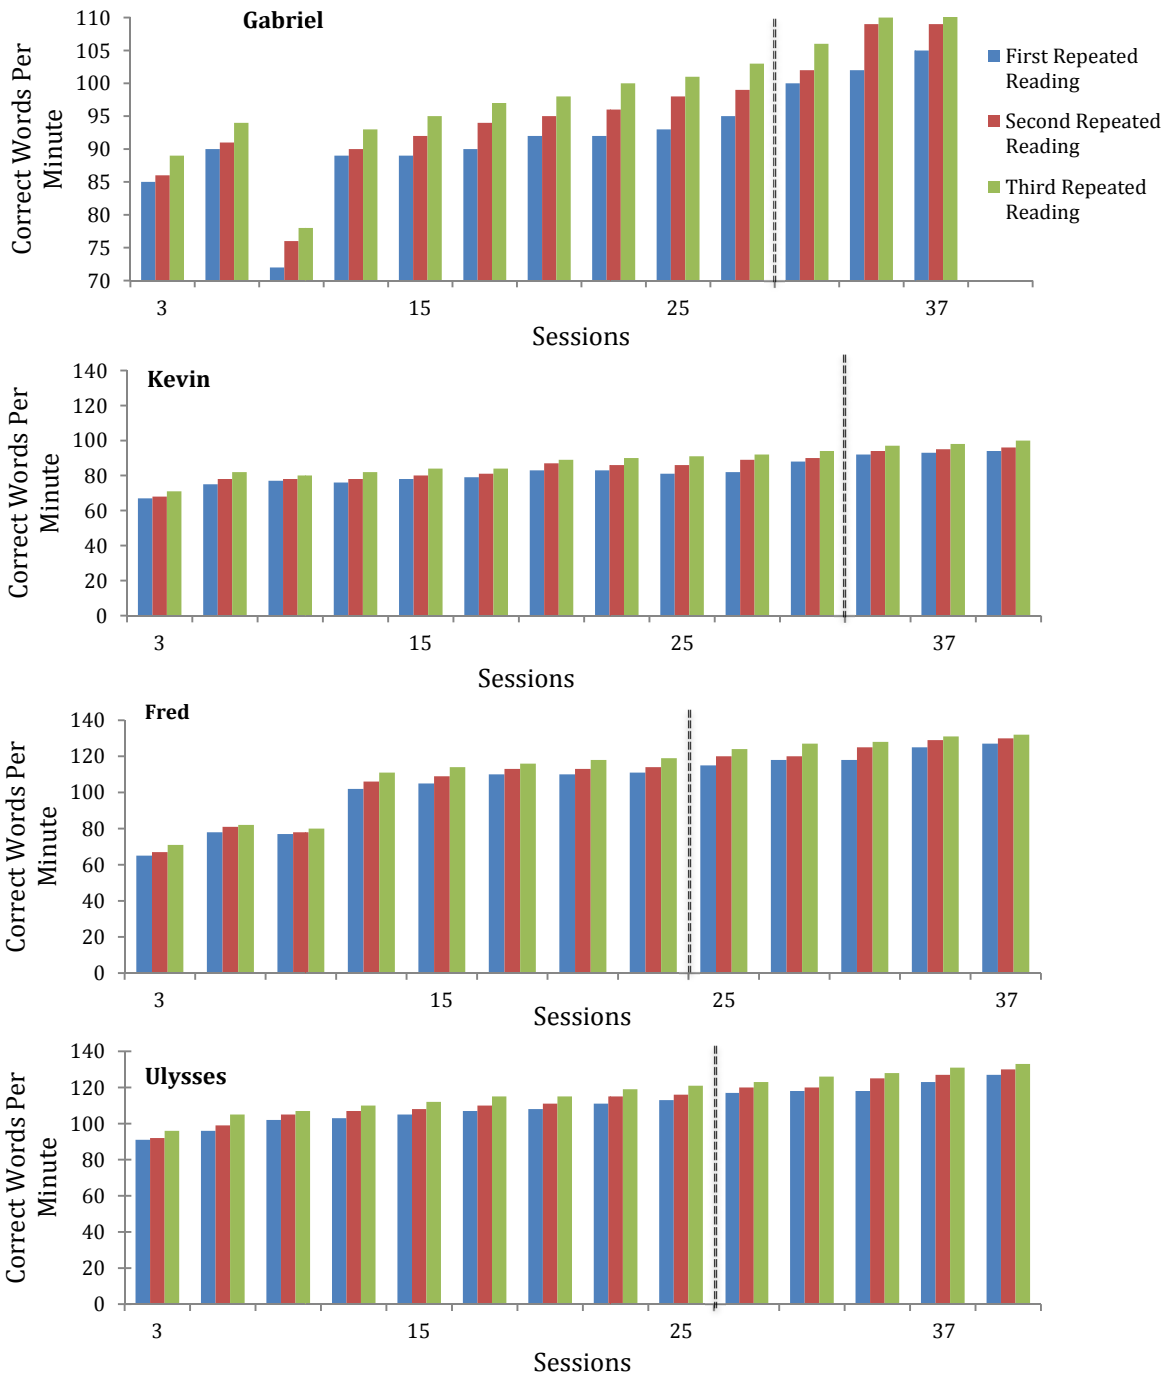 Gabriel
Correct Words Per
Minute
110
105
100
95
90
85
80
75
70
3
15
25
37
Sessions
First Repeated
Reading
Second Repeated
Reading
Third Repeated
Reading
Kevin
Correct Words Per
Minute
140
120
100
80
60
40
20
0
3
15
25
37
Sessions
Fred
Correct Words Per
Minute
140
120
100
80
60
40
20
0
3
15
25
37
Sessions
Ulysses
Correct Words Per
Minute
140
120
100
80
60
40
20
0
3
15
25
37
Sessions